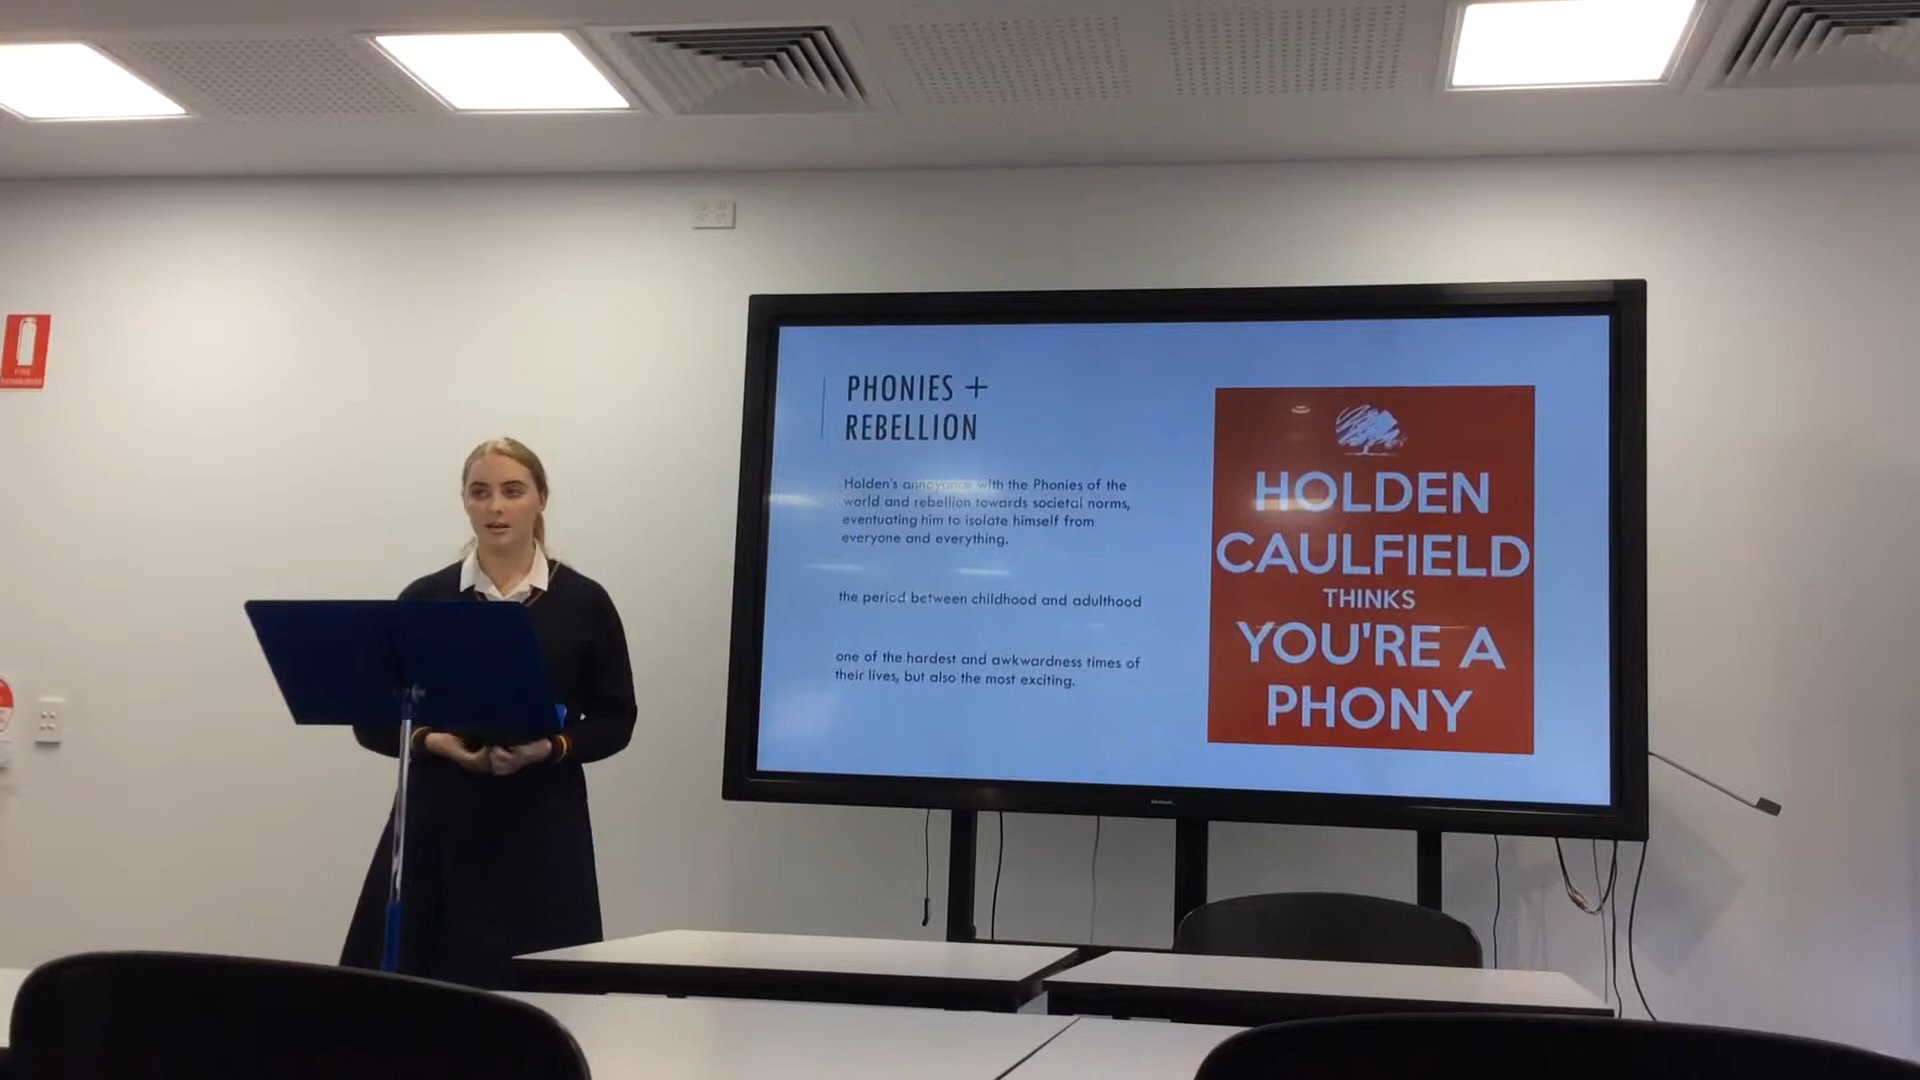 PHONIES +
REBELLION
Holden's annoyance with the Phonies of the
world and rebellion towards societal norms,
eventuating him to isolate himself from
everyone and everything.
the period between childhood and adulthood
one of the hardest and awkwardness times of
their lives, but also the most exciting.
HOLDEN
CAULFIELD
THINKS
YOU'RE A
PHONY
FIRE
EXTINGUISHER